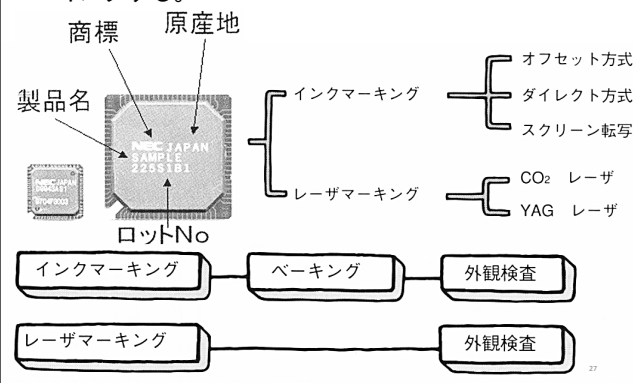 商標
原産地
製品名
NEC JAPAN
SAMPLE
225S1B1
ロットNo
インクマーキング
オフセット方式
ダイレクト方式
スクリーン転写
レーザマーキング
CO₂ レーザ
YAG レーザ
インクマーキング
ベーキング
外観検査
レーザマーキング
外観検査
27